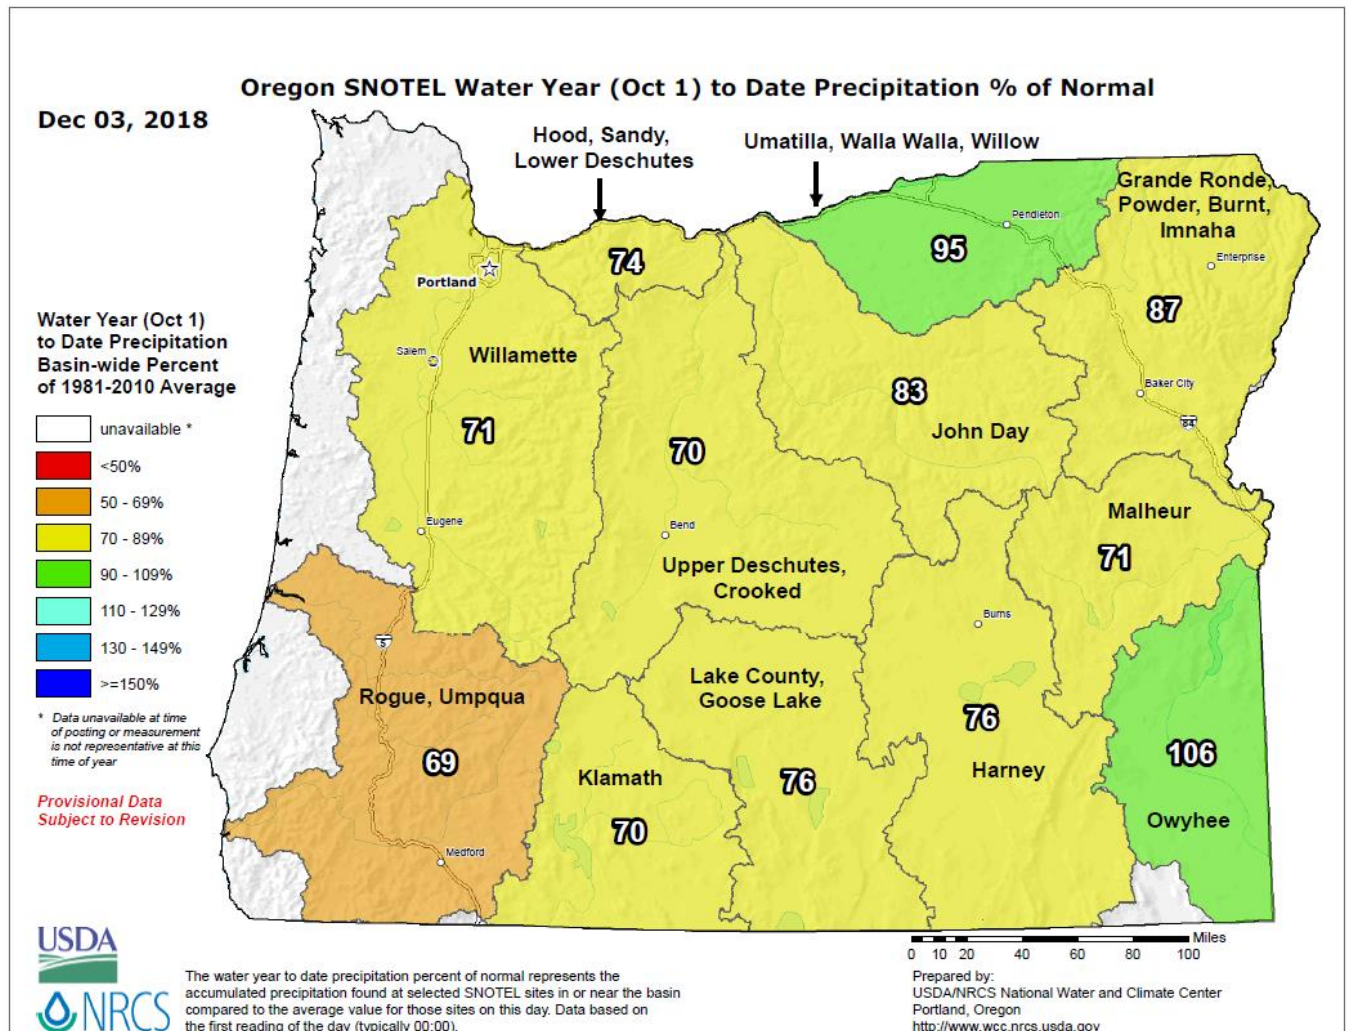 Oregon SNOTEL Water Year (Oct 1) to Date Precipitation % of Normal
Dec 03, 2018
Hood, Sandy,
Lower Deschutes
Umatilla, Walla Walla, Willow
Grande Ronde,
Powder, Burnt,
Imnaha
Pendleton
95
Enterprise
74
Portland
87
Water Year (Oct 1)
to Date Precipitation
Basin-wide Percent
of 1981-2010 Average
Salem
Willamette
83
Baker City
John Day
84
71
70
unavailable *
<50%
50 - 69%
70 - 89%
90 - 109%
110 - 129%
130 - 149%
>=150%
Eugene
Bend
Malheur
71
Upper Deschutes,
Crooked
Burns
5
Rogue, Umpqua
69
Lake County,
Goose Lake
76
76
Harney
Klamath
70
106
Owyhee
Medford
* Data unavailable at time
of posting or measurement
is not representative at this
time of year
Provisional Data
Subject to Revision
USDA
NRCS
The water year to date precipitation percent of normal represents the
accumulated precipitation found at selected SNOTEL sites in or near the basin
compared to the average value for those sites on this day. Data based on
the first reading of the day (typically 00:00).
Miles
0 10 20 40 60 80 100
Prepared by:
USDA/NRCS National Water and Climate Center
Portland, Oregon
http://www.wcc.nrcs.usda.gov